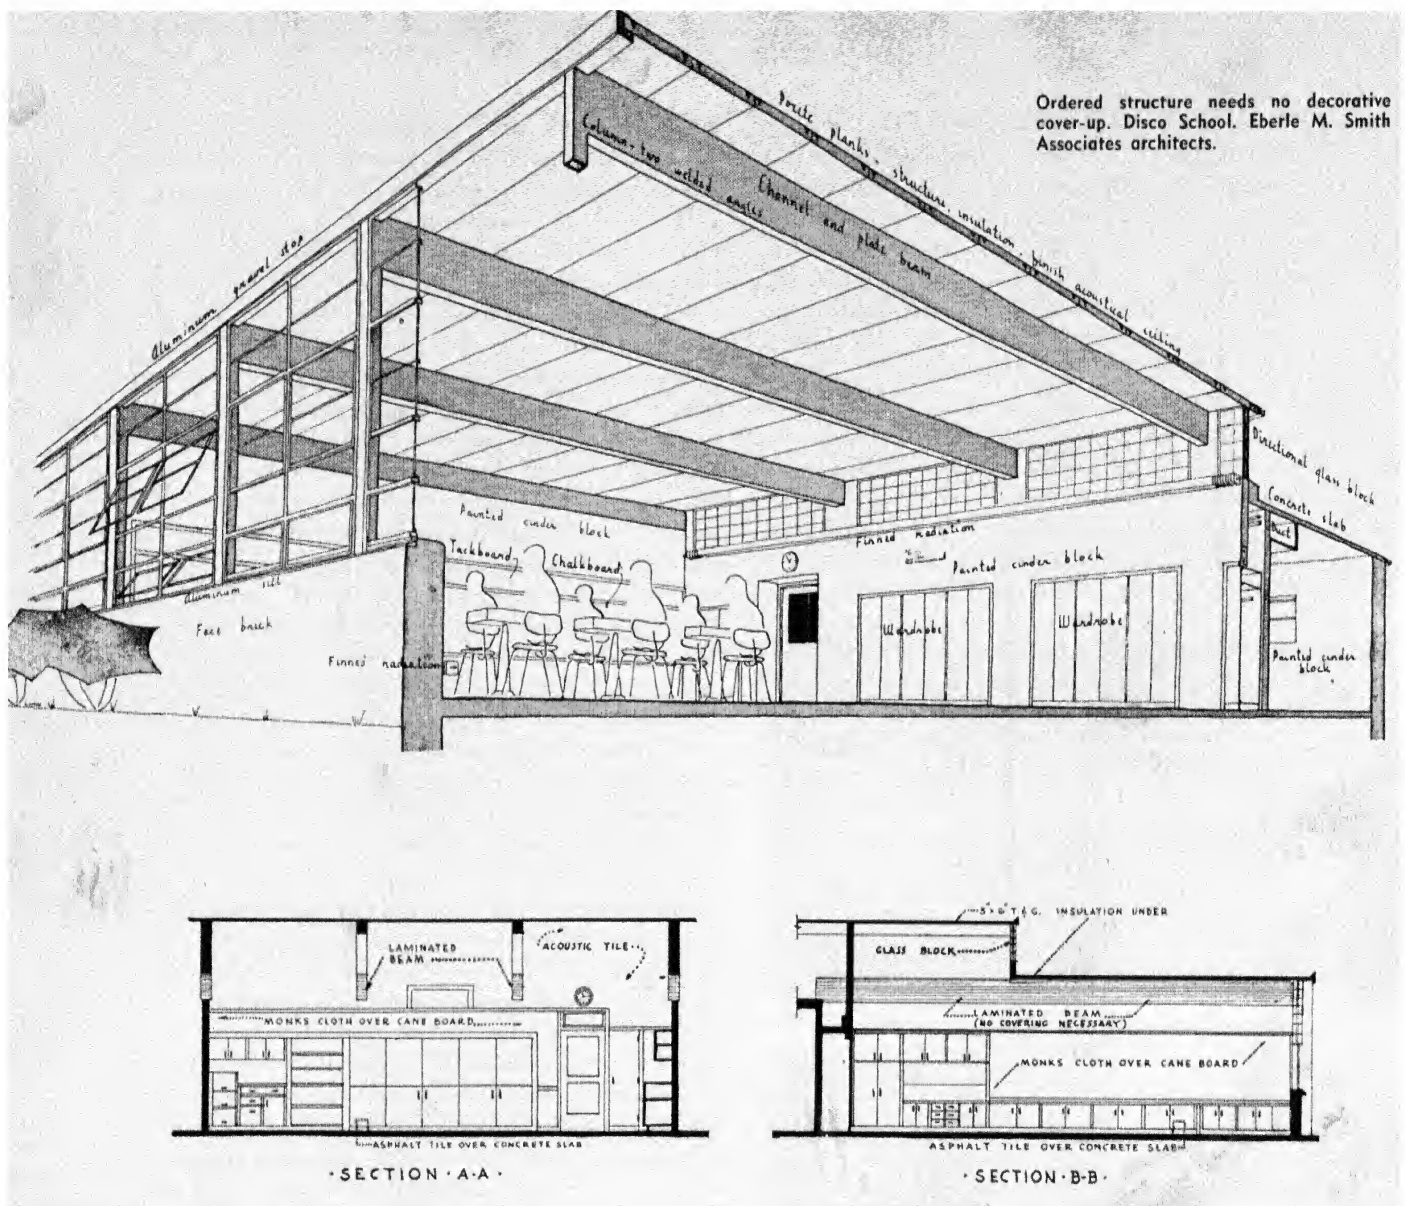 Ordered structure needs no decorative
cover-up. Disco School. Eberle M. Smith
Associates architects.
Porite planks - structure, insulation, finish acoustical ceiling
Column - two welded angles
Channel and plate beam
Aluminum gravel stop
Directional glass block
Concrete slab
Duct
Painted cinder block
Tackboard
Chalkboard
Finned radiation
Painted cinder block
Aluminum sill
Face brick
Wardrobe
Wardrobe
Finned radiation
Painted cinder
block
3" x 6" T. & G. INSULATION UNDER
LAMINATED
BEAM
ACOUSTIC TILE
GLASS BLOCK
MONKS CLOTH OVER CANE BOARD
LAMINATED BEAM
(NO COVERING NECESSARY)
MONKS CLOTH OVER CANE BOARD
ASPHALT TILE OVER CONCRETE SLAB
ASPHALT TILE OVER CONCRETE SLAB
· SECTION · A-A ·
· SECTION · B-B ·